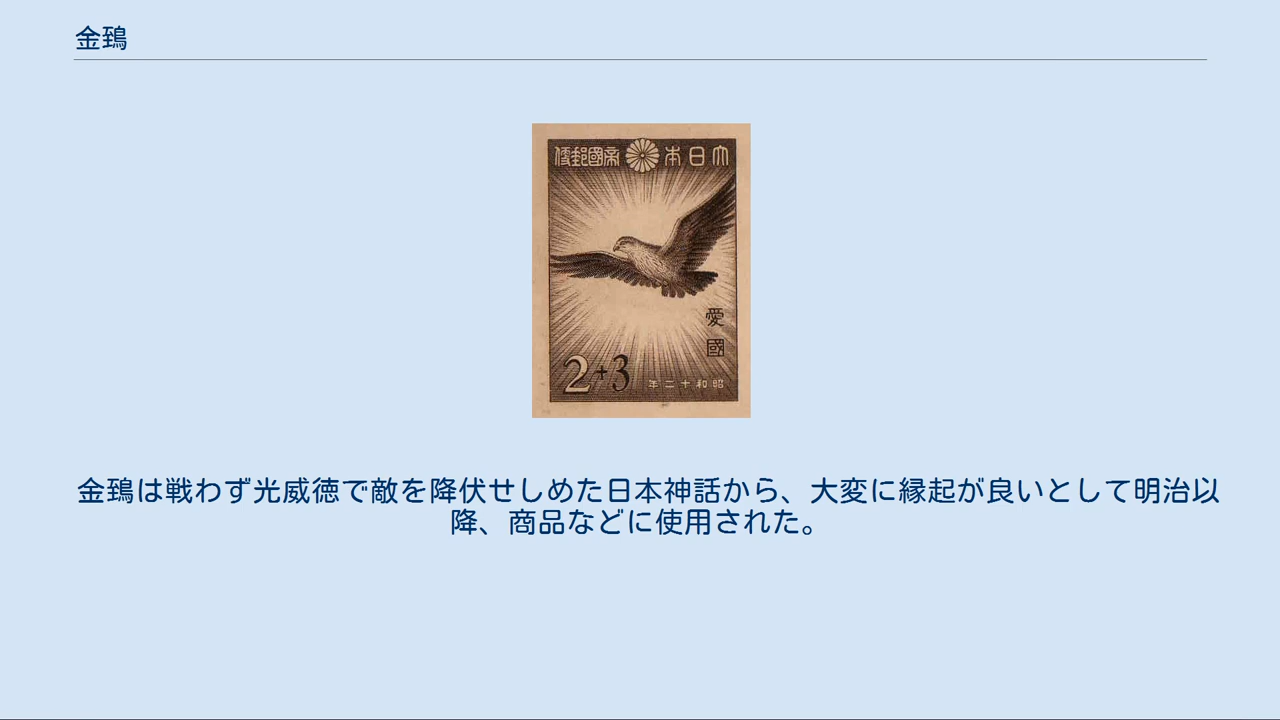 金鵄
大日本帝國郵便
愛
國
2+3
昭和十二年
金鵄は戦わず光威徳で敵を降伏せしめた日本神話から、大変に縁起が良いとして明治以
降、商品などに使用された。